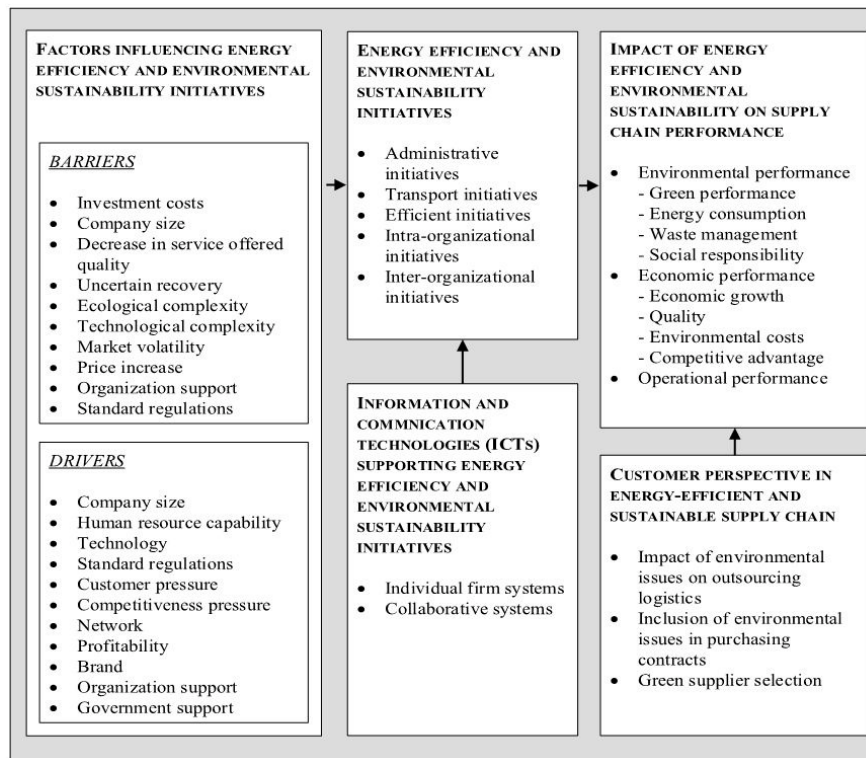 FACTORS INFLUENCING ENERGY
EFFICIENCY AND ENVIRONMENTAL
SUSTAINABILITY INITIATIVES
BARRIERS
• Investment costs
• Company size
• Decrease in service offered
quality
• Uncertain recovery
• Ecological complexity
• Technological complexity
• Market volatility
• Price increase
• Organization support
• Standard regulations
DRIVERS
• Company size
• Human resource capability
• Technology
• Standard regulations
• Customer pressure
• Competitiveness pressure
• Network
• Profitability
• Brand
• Organization support
• Government support
ENERGY EFFICIENCY AND
ENVIRONMENTAL
SUSTAINABILITY
INITIATIVES
• Administrative
initiatives
• Transport initiatives
• Efficient initiatives
• Intra-organizational
initiatives
• Inter-organizational
initiatives
INFORMATION AND
COMMNICATION
TECHNOLOGIES (ICTS)
SUPPORTING ENERGY
EFFICIENCY AND
ENVIRONMENTAL
SUSTAINABILITY
INITIATIVES
• Individual firm systems
• Collaborative systems
IMPACT OF ENERGY
EFFICIENCY AND
ENVIRONMENTAL
SUSTAINABILITY ON SUPPLY
CHAIN PERFORMANCE
• Environmental performance
- Green performance
- Energy consumption
- Waste management
- Social responsibility
• Economic performance
- Economic growth
- Quality
- Environmental costs
- Competitive advantage
• Operational performance
CUSTOMER PERSPECTIVE IN
ENERGY-EFFICIENT AND
SUSTAINABLE SUPPLY CHAIN
• Impact of environmental
issues on outsourcing
logistics
• Inclusion of environmental
issues in purchasing
contracts
• Green supplier selection